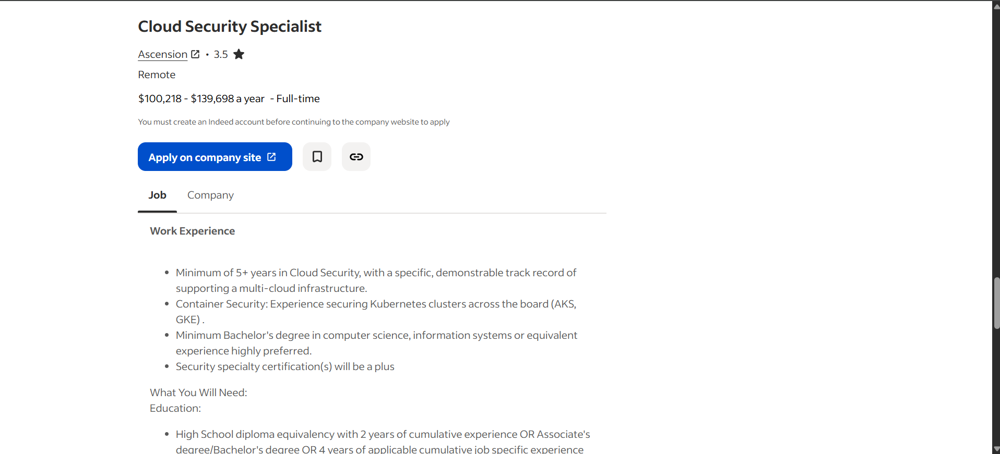 Cloud Security Specialist
Ascension • 3.5
Remote
$100,218 - $139,698 a year - Full-time
You must create an Indeed account before continuing to the company website to apply
Apply on company site
Job Company
Work Experience
• Minimum of 5+ years in Cloud Security, with a specific, demonstrable track record of
supporting a multi-cloud infrastructure.
• Container Security: Experience securing Kubernetes clusters across the board (AKS,
GKE) .
• Minimum Bachelor's degree in computer science, information systems or equivalent
experience highly preferred.
• Security specialty certification(s) will be a plus
What You Will Need:
Education:
• High School diploma equivalency with 2 years of cumulative experience OR Associate's
degree/Bachelor's degree OR 4 years of applicable cumulative job specific experience